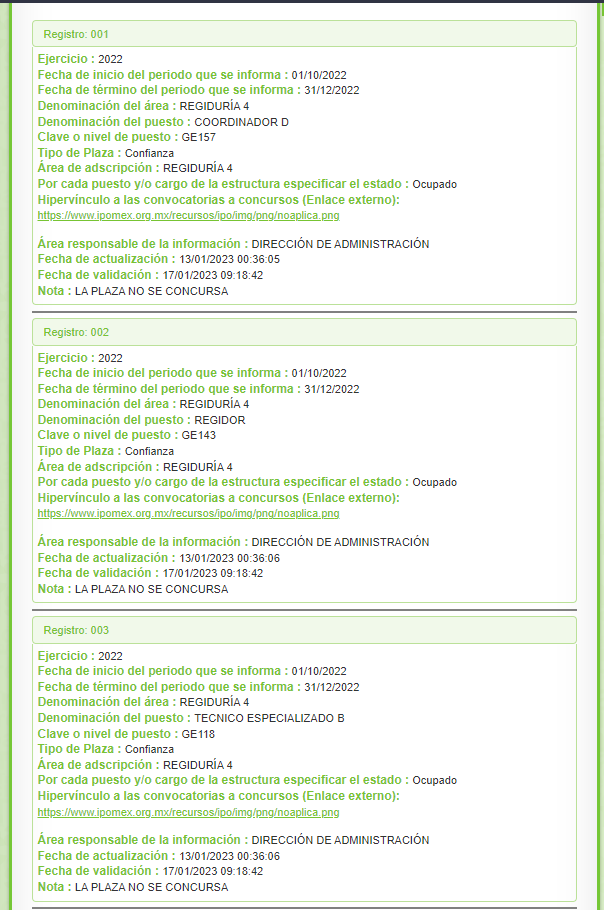 Registro: 001
Ejercicio : 2022
Fecha de inicio del periodo que se informa : 01/10/2022
Fecha de término del periodo que se informa : 31/12/2022
Denominación del área : REGIDURÍA 4
Denominación del puesto : COORDINADOR D
Clave o nivel de puesto : GE157
Tipo de Plaza : Confianza
Área de adscripción : REGIDURÍA 4
Por cada puesto y/o cargo de la estructura especificar el estado : Ocupado
Hipervínculo a las convocatorias a concursos (Enlace externo):
https://www.ipomex.org.mx/recursos/ipo/img/png/noaplica.png
Área responsable de la información : DIRECCIÓN DE ADMINISTRACIÓN
Fecha de actualización : 13/01/2023 00:36:05
Fecha de validación : 17/01/2023 09:18:42
Nota : LA PLAZA NO SE CONCURSA
Registro: 002
Ejercicio : 2022
Fecha de inicio del periodo que se informa : 01/10/2022
Fecha de término del periodo que se informa : 31/12/2022
Denominación del área : REGIDURÍA 4
Denominación del puesto : REGIDOR
Clave o nivel de puesto : GE143
Tipo de Plaza : Confianza
Área de adscripción : REGIDURÍA 4
Por cada puesto y/o cargo de la estructura especificar el estado : Ocupado
Hipervínculo a las convocatorias a concursos (Enlace externo):
https://www.ipomex.org.mx/recursos/ipo/img/png/noaplica.png
Área responsable de la información : DIRECCIÓN DE ADMINISTRACIÓN
Fecha de actualización : 13/01/2023 00:36:06
Fecha de validación : 17/01/2023 09:18:42
Nota : LA PLAZA NO SE CONCURSA
Registro: 003
Ejercicio : 2022
Fecha de inicio del periodo que se informa : 01/10/2022
Fecha de término del periodo que se informa : 31/12/2022
Denominación del área : REGIDURÍA 4
Denominación del puesto : TECNICO ESPECIALIZADO B
Clave o nivel de puesto : GE118
Tipo de Plaza : Confianza
Área de adscripción : REGIDURÍA 4
Por cada puesto y/o cargo de la estructura especificar el estado : Ocupado
Hipervínculo a las convocatorias a concursos (Enlace externo):
https://www.ipomex.org.mx/recursos/ipo/img/png/noaplica.png
Área responsable de la información : DIRECCIÓN DE ADMINISTRACIÓN
Fecha de actualización : 13/01/2023 00:36:06
Fecha de validación : 17/01/2023 09:18:42
Nota : LA PLAZA NO SE CONCURSA